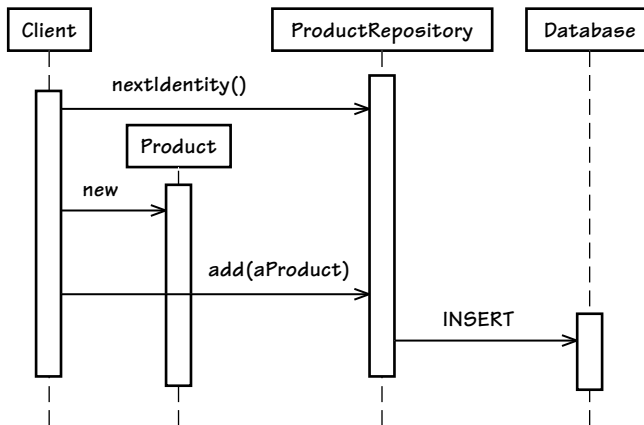 Client
ProductRepository
Database
nextIdentity()
Product
new
add(aProduct)
INSERT